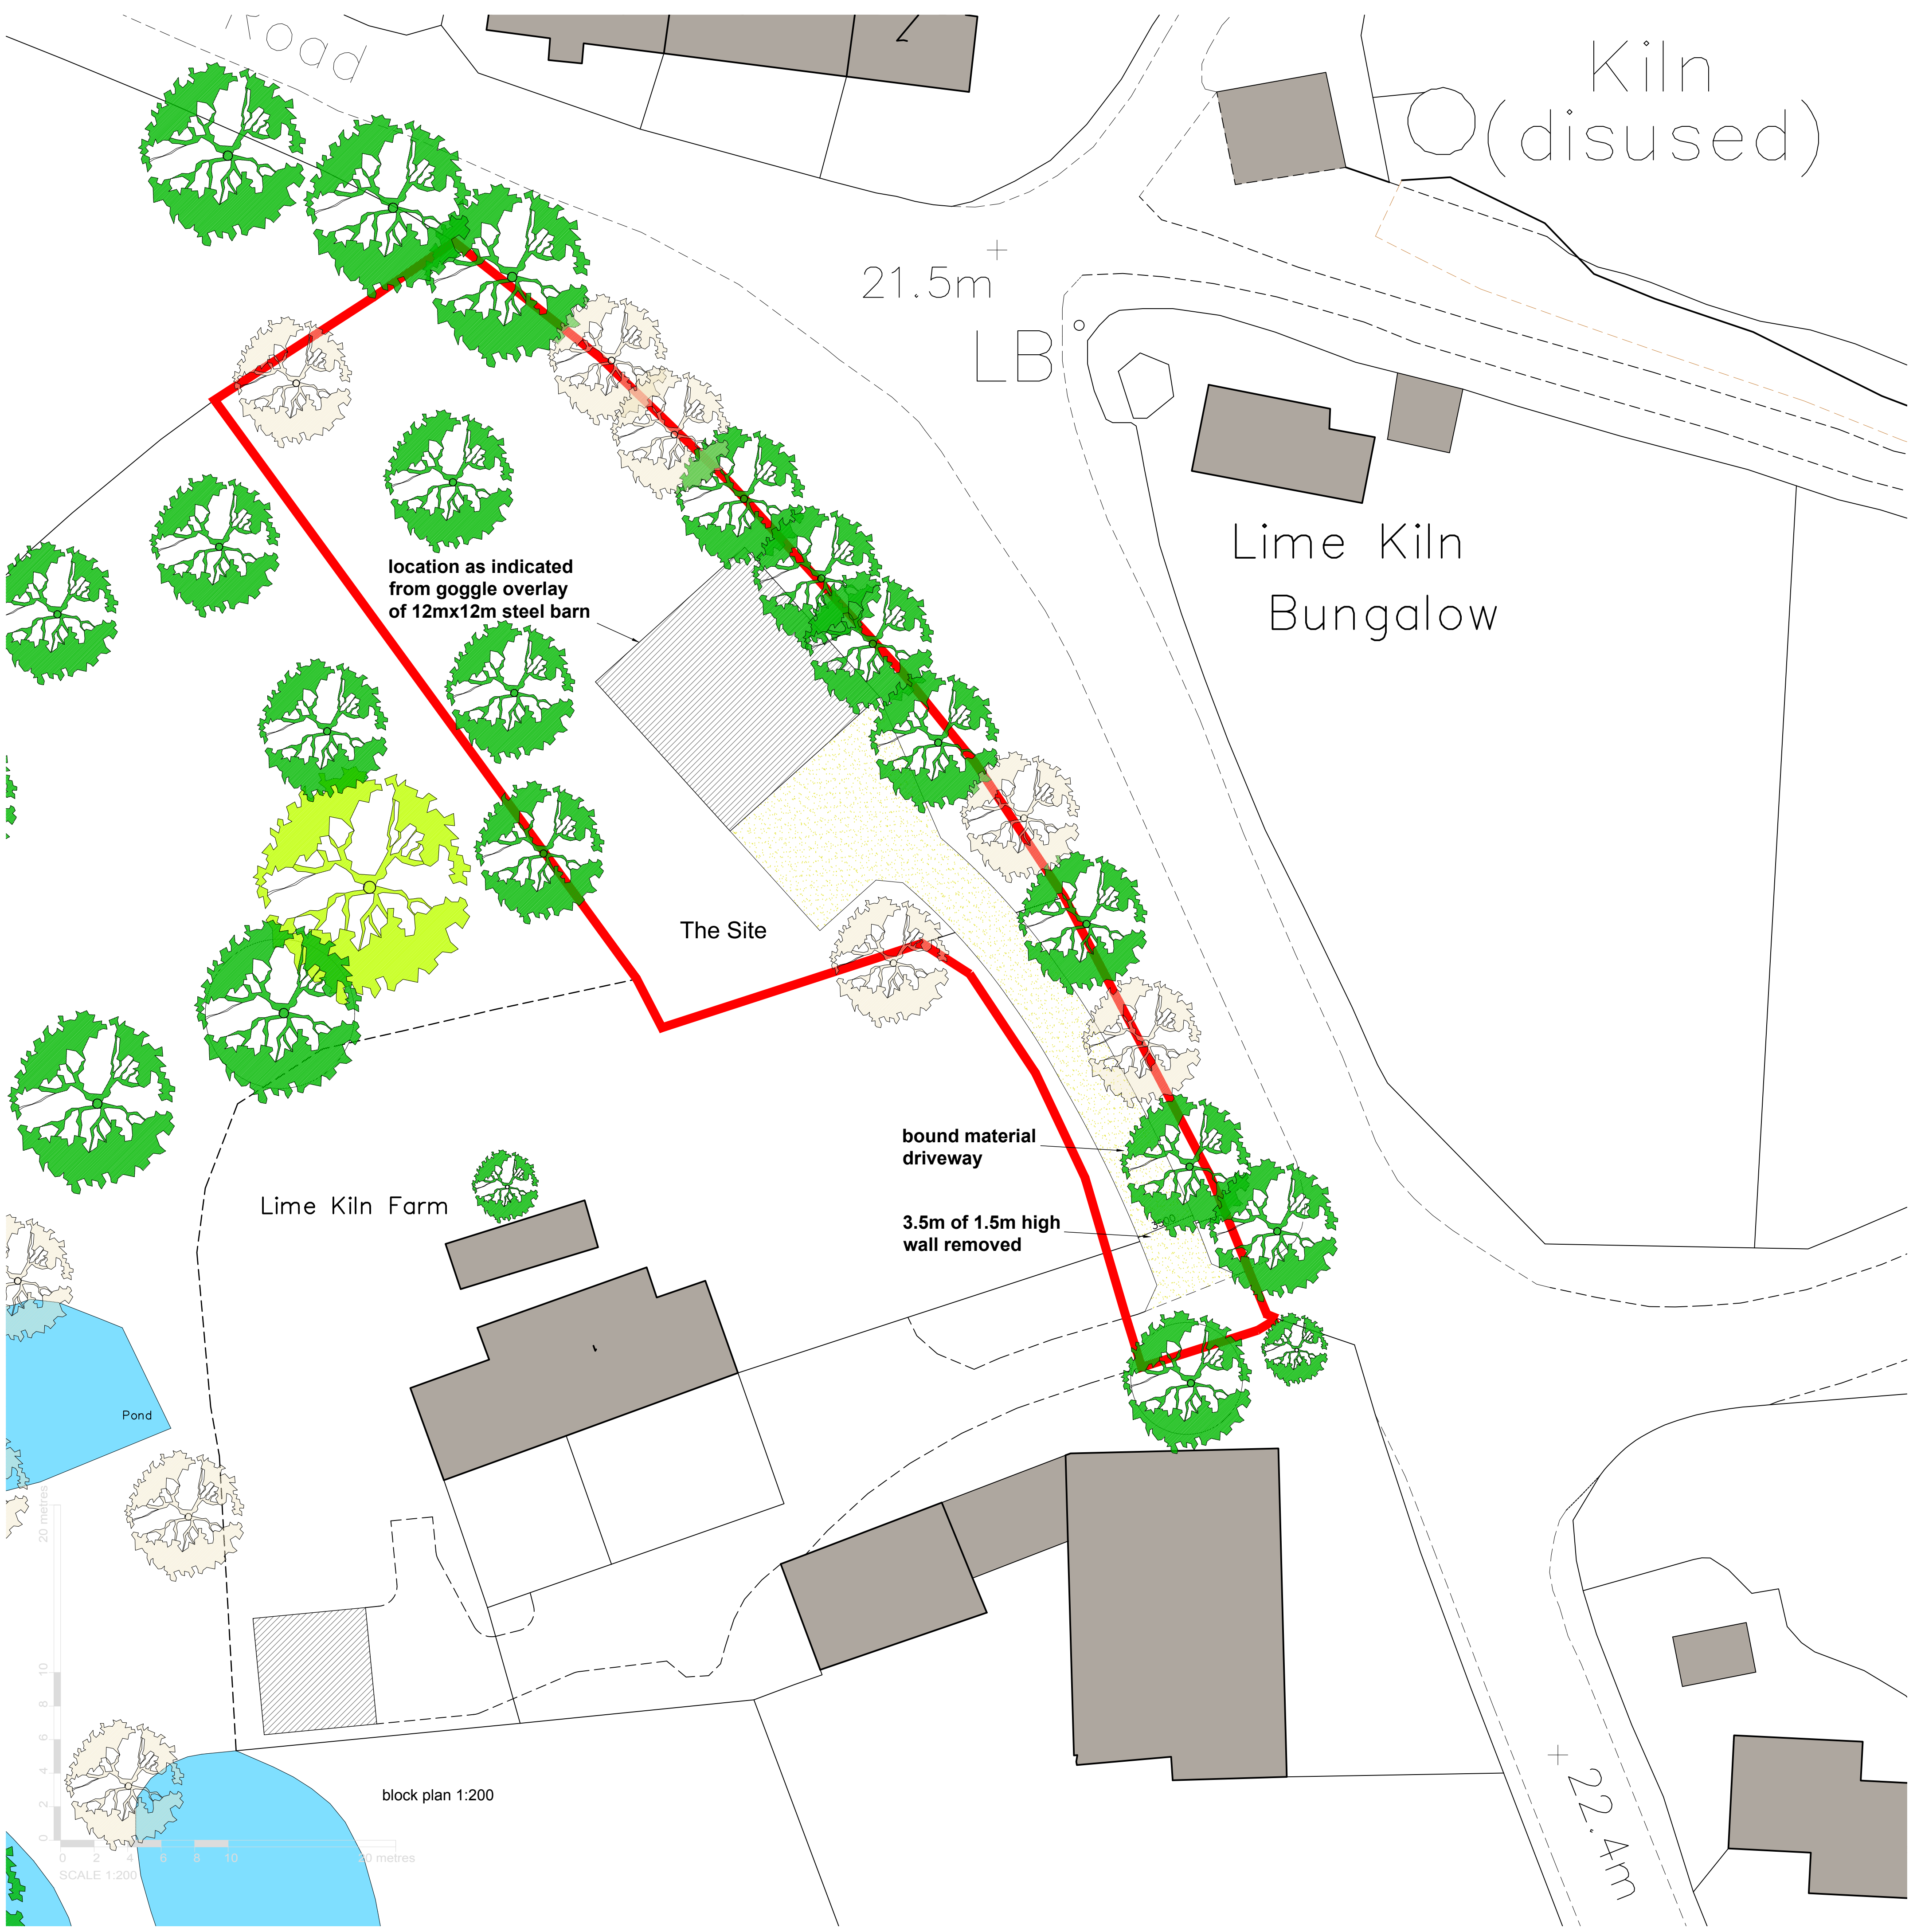 Road
Kiln
(disused)
21.5m
LB
Lime Kiln
Bungalow
location as indicated
from goggle overlay
of 12mx12m steel barn
The Site
bound material
driveway
Lime Kiln Farm
3.5m of 1.5m high
wall removed
Pond
20 metres
10
8
6
4
2
0
0 2 4 6 8 10 20 metres
SCALE 1:200
block plan 1:200
22.4m